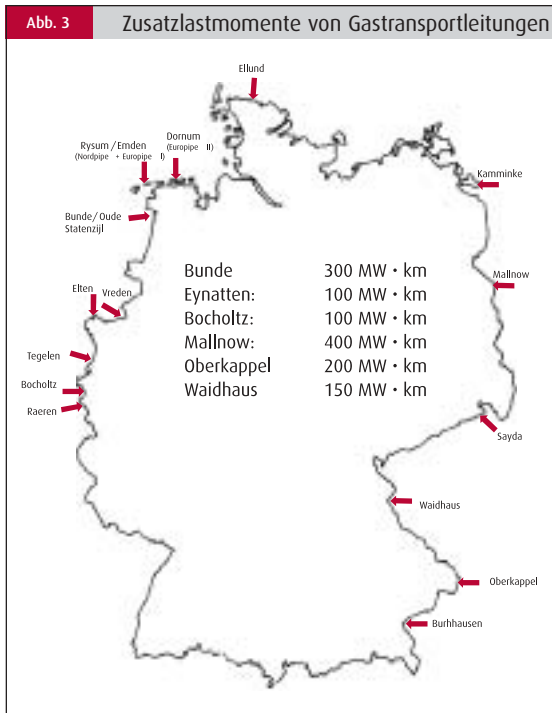 Abb. 3 Zusatzlastmomente von Gastransportleitungen
Ellund
Dornum
(Europipe II)
Rysum / Emden
(Nordpipe + Europipe I)
Kamminke
Bunde/Oude
Statenzijl
Bunde 300 MW · km
Eynatten: 100 MW · km
Bocholtz: 100 MW · km
Mallnow: 400 MW · km
Oberkappel 200 MW · km
Waidhaus 150 MW · km
Mallnow
Elten
Vreden
Tegelen
Bocholtz
Raeren
Sayda
Waidhaus
Oberkappel
Burhhausen